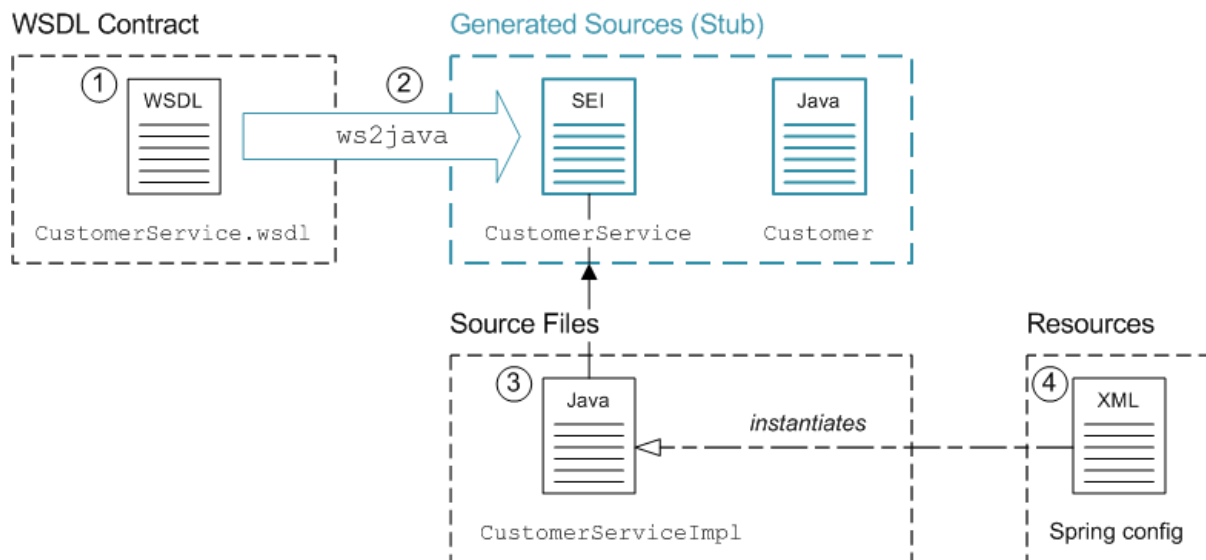 WSDL Contract
Generated Sources (Stub)
1
WSDL
2
ws2java
SEI
Java
CustomerService.wsdl
CustomerService
Customer
Source Files
Resources
3
Java
instantiates
4
XML
CustomerServiceImpl
Spring config